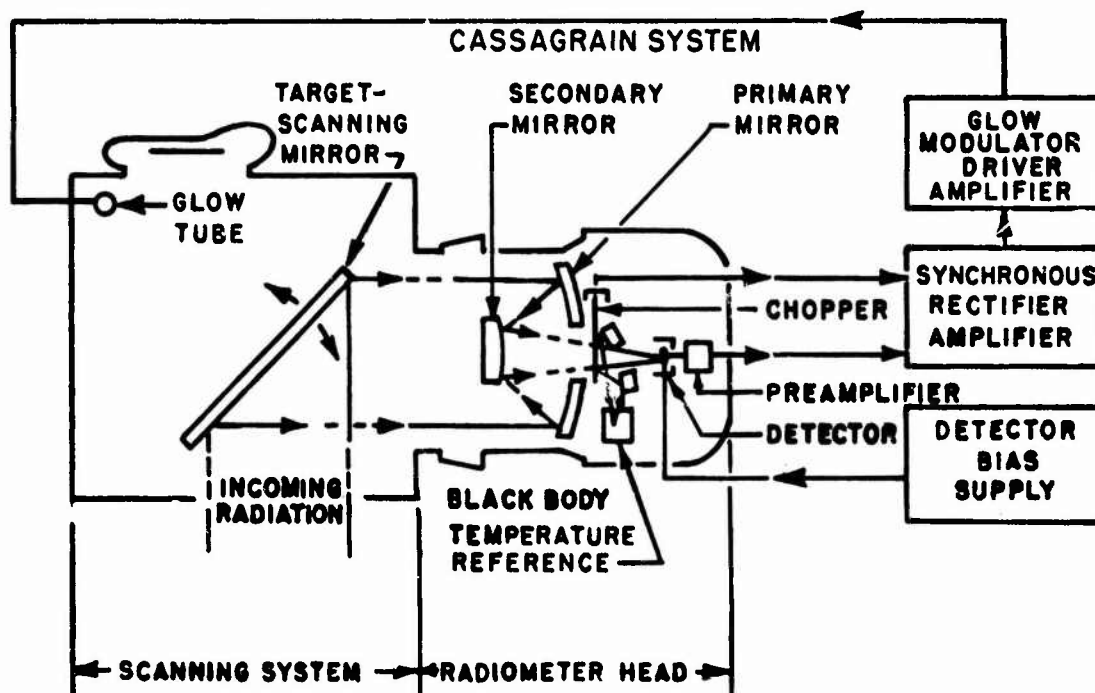 CASSAGRAIN SYSTEM
TARGET-
SCANNING
MIRROR
SECONDARY
MIRROR
PRIMARY
MIRROR
GLOW
MODULATOR
DRIVER
AMPLIFIER
GLOW
TUBE
SYNCHRONOUS
RECTIFIER
AMPLIFIER
CHOPPER
PREAMPLIFIER
DETECTOR
DETECTOR
BIAS
SUPPLY
INCOMING
RADIATION
BLACK BODY
TEMPERATURE
REFERENCE
SCANNING SYSTEM
RADIOMETER HEAD